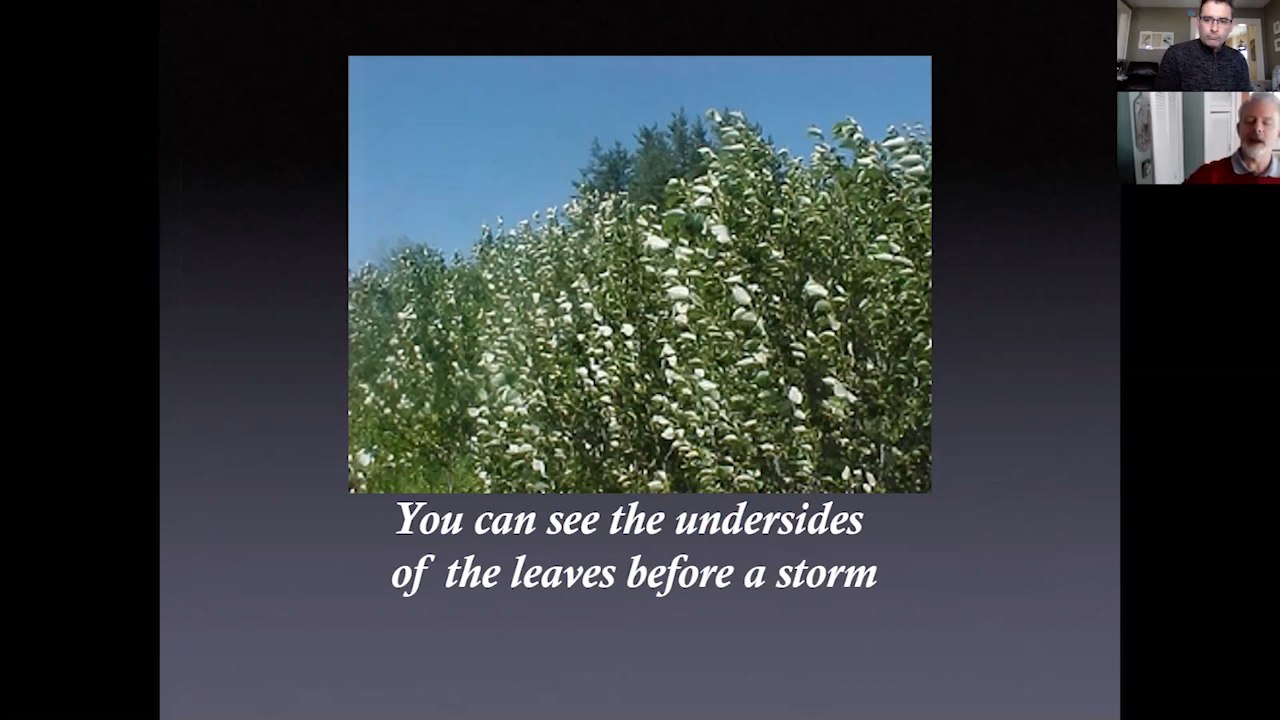 You can see the undersides
of the leaves before a storm